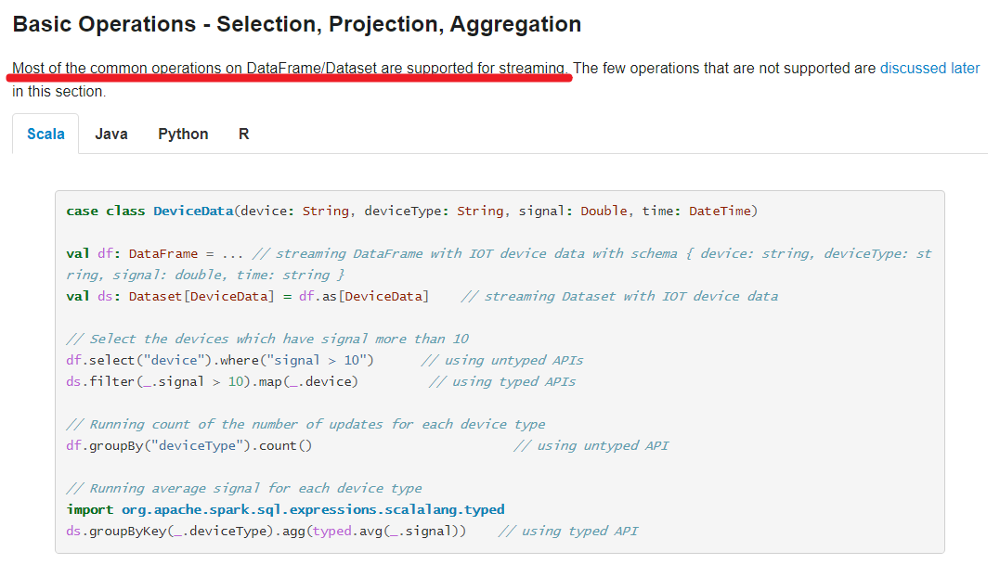 Basic Operations - Selection, Projection, Aggregation
Most of the common operations on DataFrame/Dataset are supported for streaming. The few operations that are not supported are discussed later
in this section.
Scala Java Python R
case class DeviceData(device: String, deviceType: String, signal: Double, time: DateTime)
val df: DataFrame = ... // streaming DataFrame with IOT device data with schema { device: string, deviceType: st
ring, signal: double, time: string }
val ds: Dataset[DeviceData] = df.as[DeviceData]    // streaming Dataset with IOT device data
// Select the devices which have signal more than 10
df.select("device").where("signal > 10")      // using untyped APIs
ds.filter(_.signal > 10).map(_.device)         // using typed APIs
// Running count of the number of updates for each device type
df.groupBy("deviceType").count()                          // using untyped API
// Running average signal for each device type
import org.apache.spark.sql.expressions.scalalang.typed
ds.groupByKey(_.deviceType).agg(typed.avg(_.signal))    // using typed API